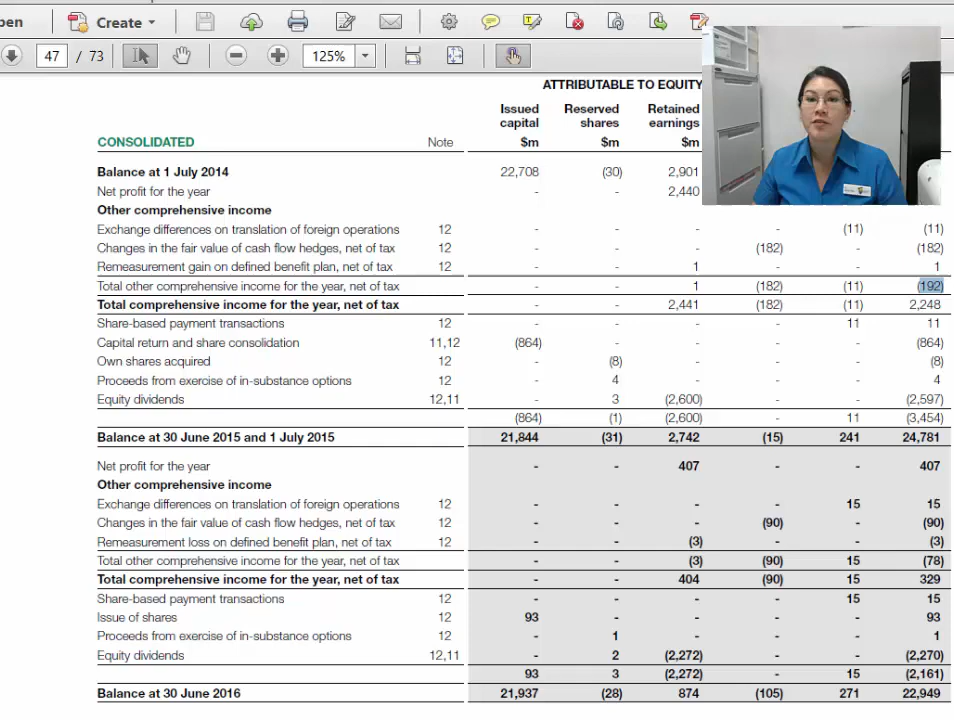 pen Create
47 / 73 125%
ATTRIBUTABLE TO EQUITY
Issued Reserved Retained
capital shares earnings
CONSOLIDATED Note $m $m $m
Balance at 1 July 2014 22,708 (30) 2,901
Net profit for the year - - 2,440
Other comprehensive income
Exchange differences on translation of foreign operations 12 - - - - (11) (11)
Changes in the fair value of cash flow hedges, net of tax 12 - - - (182) - (182)
Remeasurement gain on defined benefit plan, net of tax 12 - - 1 - - 1
Total other comprehensive income for the year, net of tax - - 1 (182) (11) (192)
Total comprehensive income for the year, net of tax - - 2,441 (182) (11) 2,248
Share-based payment transactions 12 - - - - 11 11
Capital return and share consolidation 11,12 (864) - - - - (864)
Own shares acquired 12 - (8) - - - (8)
Proceeds from exercise of in-substance options 12 - 4 - - - 4
Equity dividends 12,11 - 3 (2,600) - - (2,597)
(864) (1) (2,600) - 11 (3,454)
Balance at 30 June 2015 and 1 July 2015 21,844 (31) 2,742 (15) 241 24,781
Net profit for the year - - 407 - - 407
Other comprehensive income
Exchange differences on translation of foreign operations 12 - - - - 15 15
Changes in the fair value of cash flow hedges, net of tax 12 - - - (90) - (90)
Remeasurement loss on defined benefit plan, net of tax 12 - - (3) - - (3)
Total other comprehensive income for the year, net of tax - - (3) (90) 15 (78)
Total comprehensive income for the year, net of tax - - 404 (90) 15 329
Share-based payment transactions 12 - - - - 15 15
Issue of shares 12 93 - - - - 93
Proceeds from exercise of in-substance options 12 - 1 - - - 1
Equity dividends 12,11 - 2 (2,272) - - (2,270)
93 3 (2,272) - 15 (2,161)
Balance at 30 June 2016 21,937 (28) 874 (105) 271 22,949